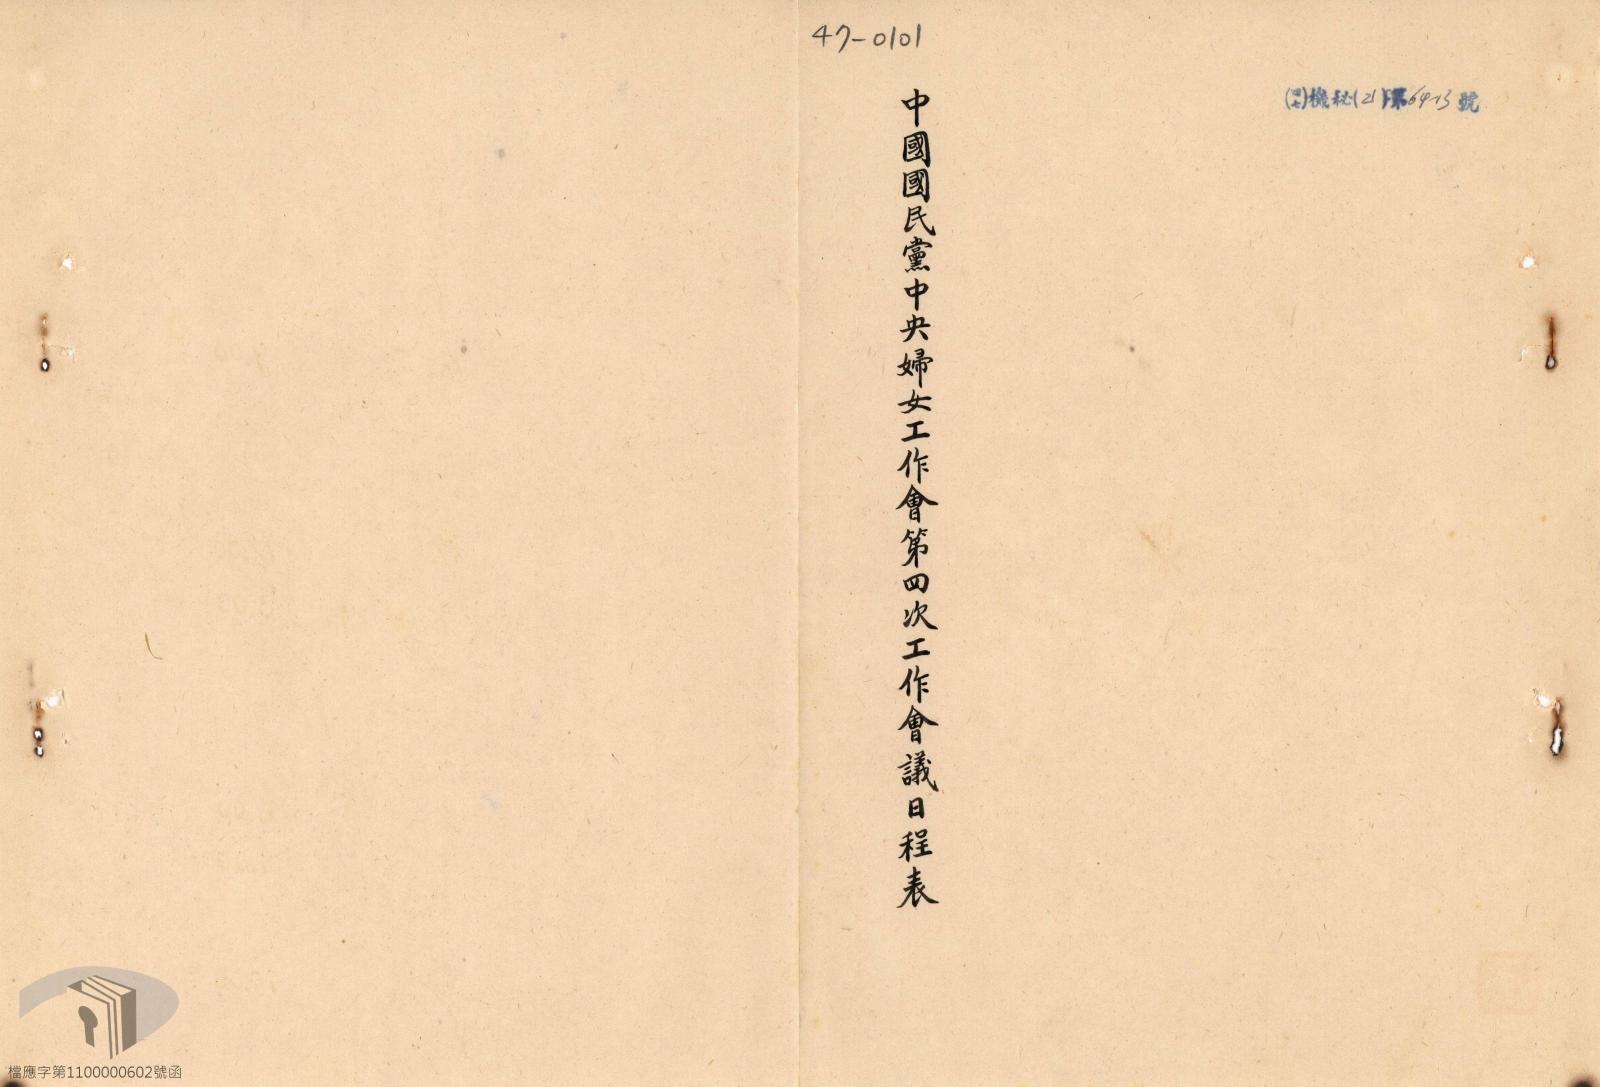 47-0101
㈣㈦機秘(21)第64-13號
中國國民黨中央婦女工作會第四次工作會議日程表
檔應字第1100000602號函